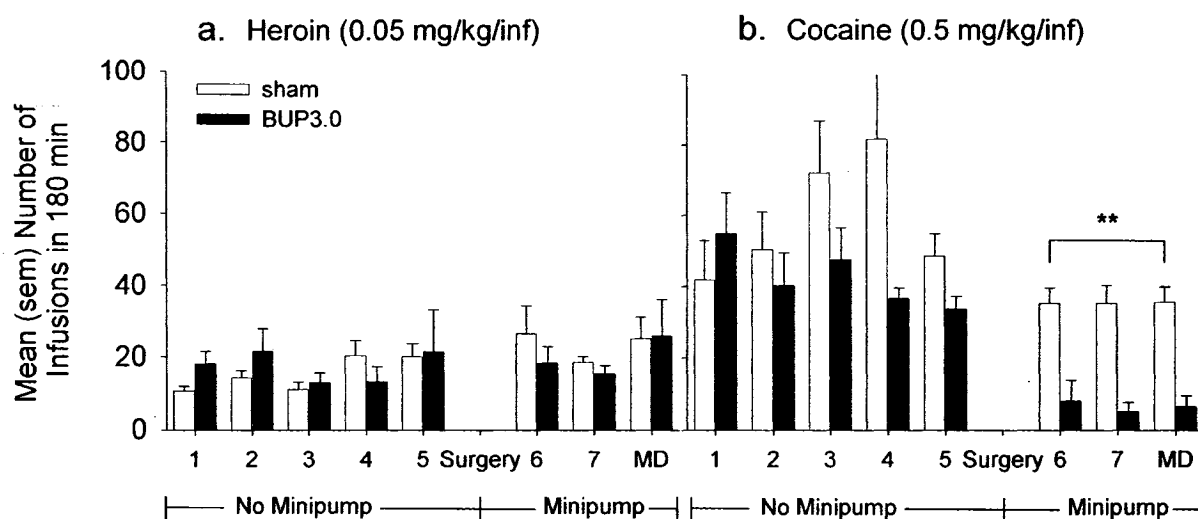 a. Heroin (0.05 mg/kg/inf)
b. Cocaine (0.5 mg/kg/inf)
Mean (sem) Number of
Infusions in 180 min
100
80
60
40
20
0
sham
BUP3.0
**
1 2 3 4 5 Surgery 6 7 MD
1 2 3 4 5 Surgery 6 7 MD
No Minipump Minipump
No Minipump Minipump